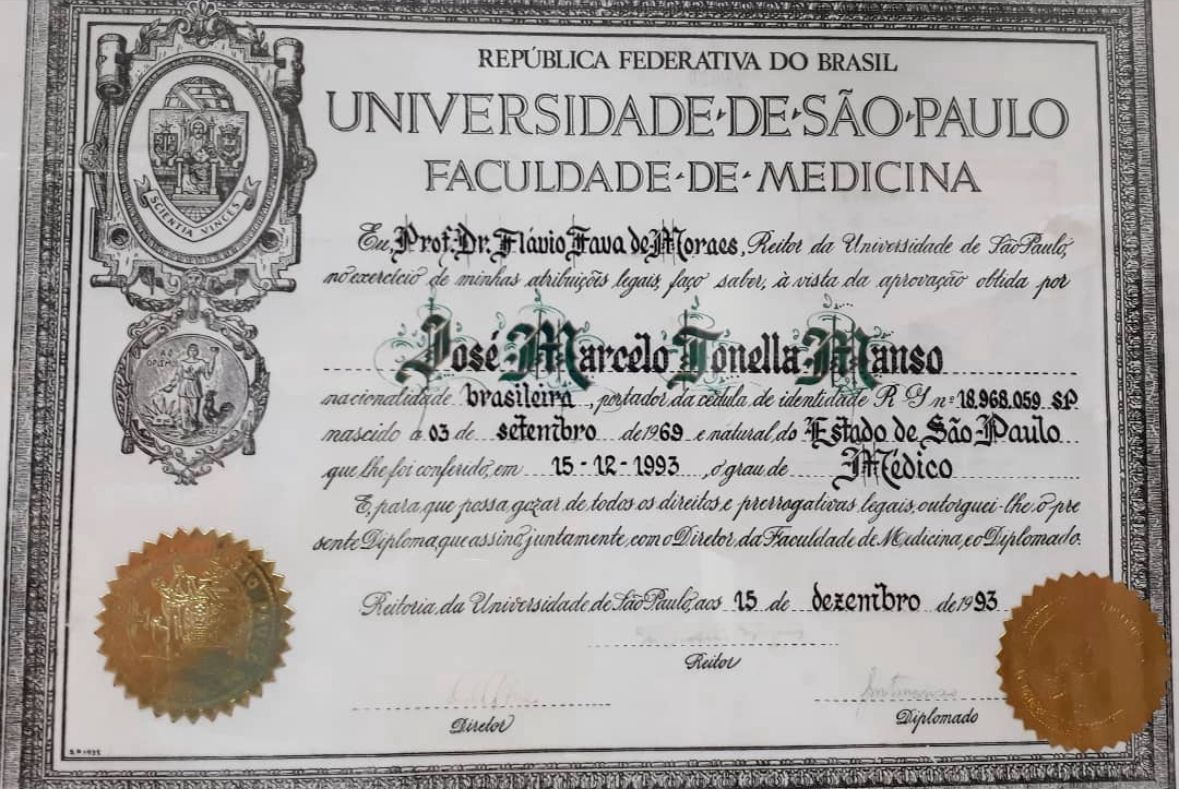 REPÚBLICA FEDERATIVA DO BRASIL
UNIVERSIDADE·DE·SÃO·PAULO
FACULDADE·DE·MEDICINA
SCIENTIA VINCES
Eu, Prof. Dr. Flávio Fava de Moraes, Reitor da Universidade de São Paulo,
no exercício de minhas atribuições legais, faço saber, à vista da aprovação obtida por
José Marcelo Tonella Manso
nacionalidade brasileira, portador da cédula de identidade R G nº 18.968.059 SP
nascido a 03 de setembro de 1969 e natural do Estado de São Paulo
que lhe foi conferido, em 15-12-1993, o grau de Médico
E, para que possa gozar de todos os direitos e prerrogativas legais, outorguei-lhe o pre
sente Diploma, que assino juntamente, com o Diretor, da Faculdade de Medicina, e o Diplomado.
Reitoria da Universidade de São Paulo, aos 15 de dezembro de 1993
Reitor
Diretor
Diplomado